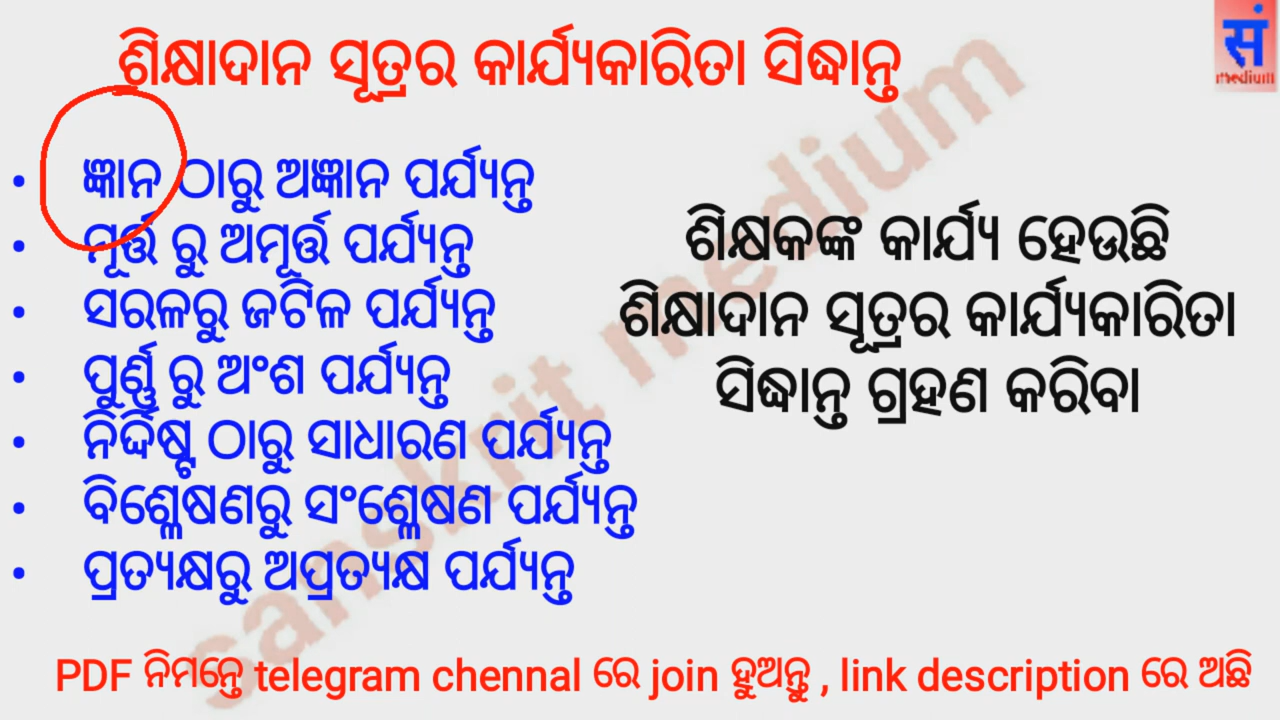 ଶିକ୍ଷାଦାନ ସୂତ୍ରର କାର୍ଯ୍ୟକାରିତା ସିଦ୍ଧାନ୍ତ
सं
medium
• ଜ୍ଞାନ ଠାରୁ ଅଜ୍ଞାନ ପର୍ଯ୍ୟନ୍ତ
• ମୂର୍ତ୍ତ ରୁ ଅମୂର୍ତ୍ତ ପର୍ଯ୍ୟନ୍ତ
• ସରଳରୁ ଜଟିଳ ପର୍ଯ୍ୟନ୍ତ
• ପୁର୍ଣ୍ଣ ରୁ ଅଂଶ ପର୍ଯ୍ୟନ୍ତ
• ନିର୍ଦ୍ଦିଷ୍ଟ ଠାରୁ ସାଧାରଣ ପର୍ଯ୍ୟନ୍ତ
• ବିଶ୍ଳେଷଣରୁ ସଂଶ୍ଳେଷଣ ପର୍ଯ୍ୟନ୍ତ
• ପ୍ରତ୍ୟକ୍ଷରୁ ଅପ୍ରତ୍ୟକ୍ଷ ପର୍ଯ୍ୟନ୍ତ
ଶିକ୍ଷକଙ୍କ କାର୍ଯ୍ୟ ହେଉଛି
ଶିକ୍ଷାଦାନ ସୂତ୍ରର କାର୍ଯ୍ୟକାରିତା
ସିଦ୍ଧାନ୍ତ ଗ୍ରହଣ କରିବା
sanskrit medium
PDF ନିମନ୍ତେ telegram chennal ରେ join ହୁଅନ୍ତୁ , link description ରେ ଅଛି